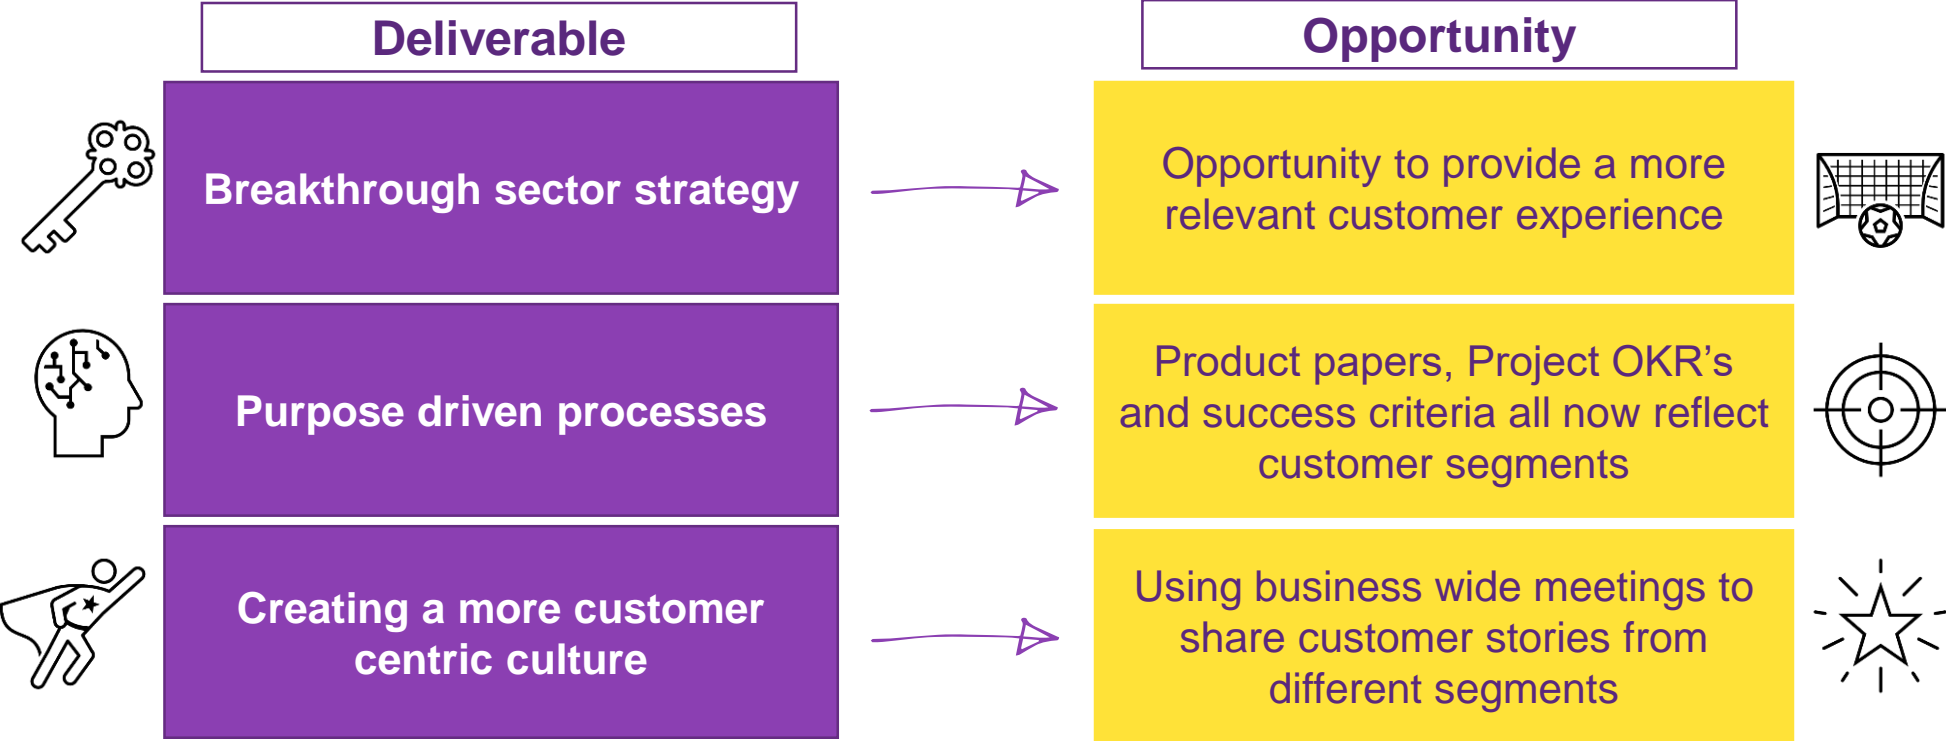 Deliverable
Opportunity
Breakthrough sector strategy
Opportunity to provide a more
relevant customer experience
Purpose driven processes
Product papers, Project OKR’s
and success criteria all now reflect
customer segments
Creating a more customer
centric culture
Using business wide meetings to
share customer stories from
different segments